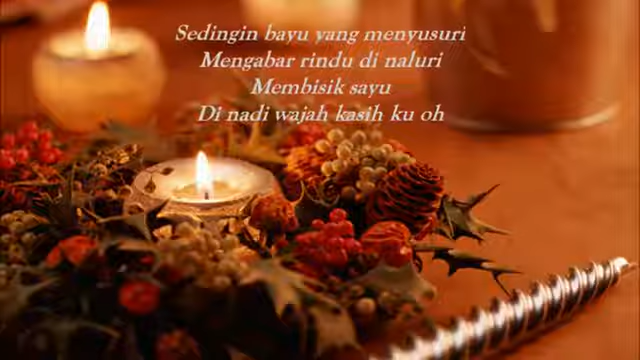 Sedingin bayu yang menyusuri
Mengabar rindu di naluri
Membisik sayu
Di nadi wajah kasih ku oh